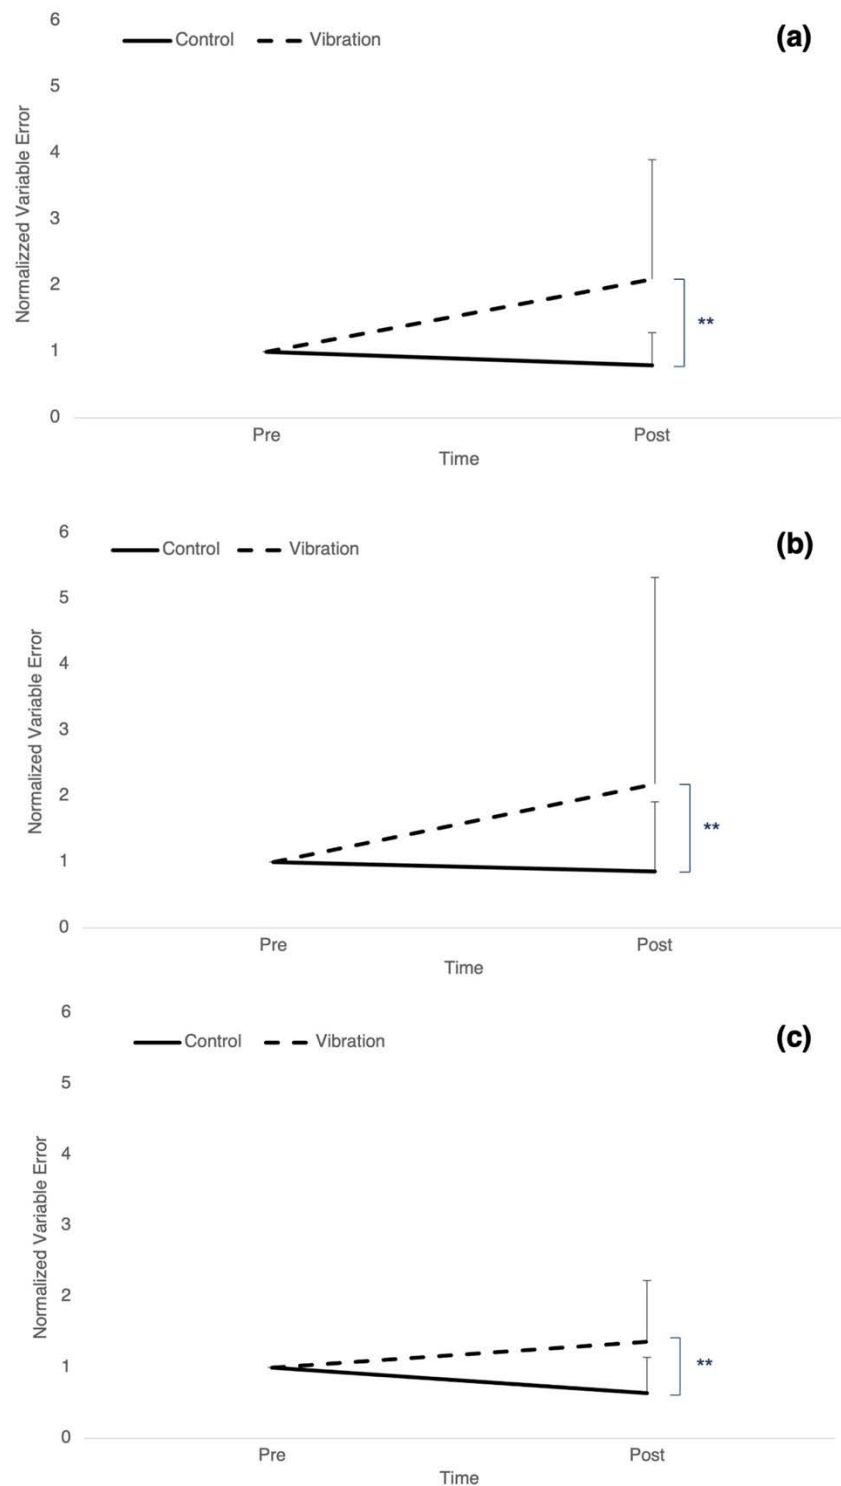 6
Control Vibration (a)
5
4
3
2
1
0
Normalizzed Variable Error
**
Pre Post
Time
6
Control Vibration (b)
5
4
3
2
1
0
Normalized Variable Error
**
Pre Post
Time
6
Control Vibration (c)
5
4
3
2
1
0
Normalized Variable Error
**
Pre Post
Time